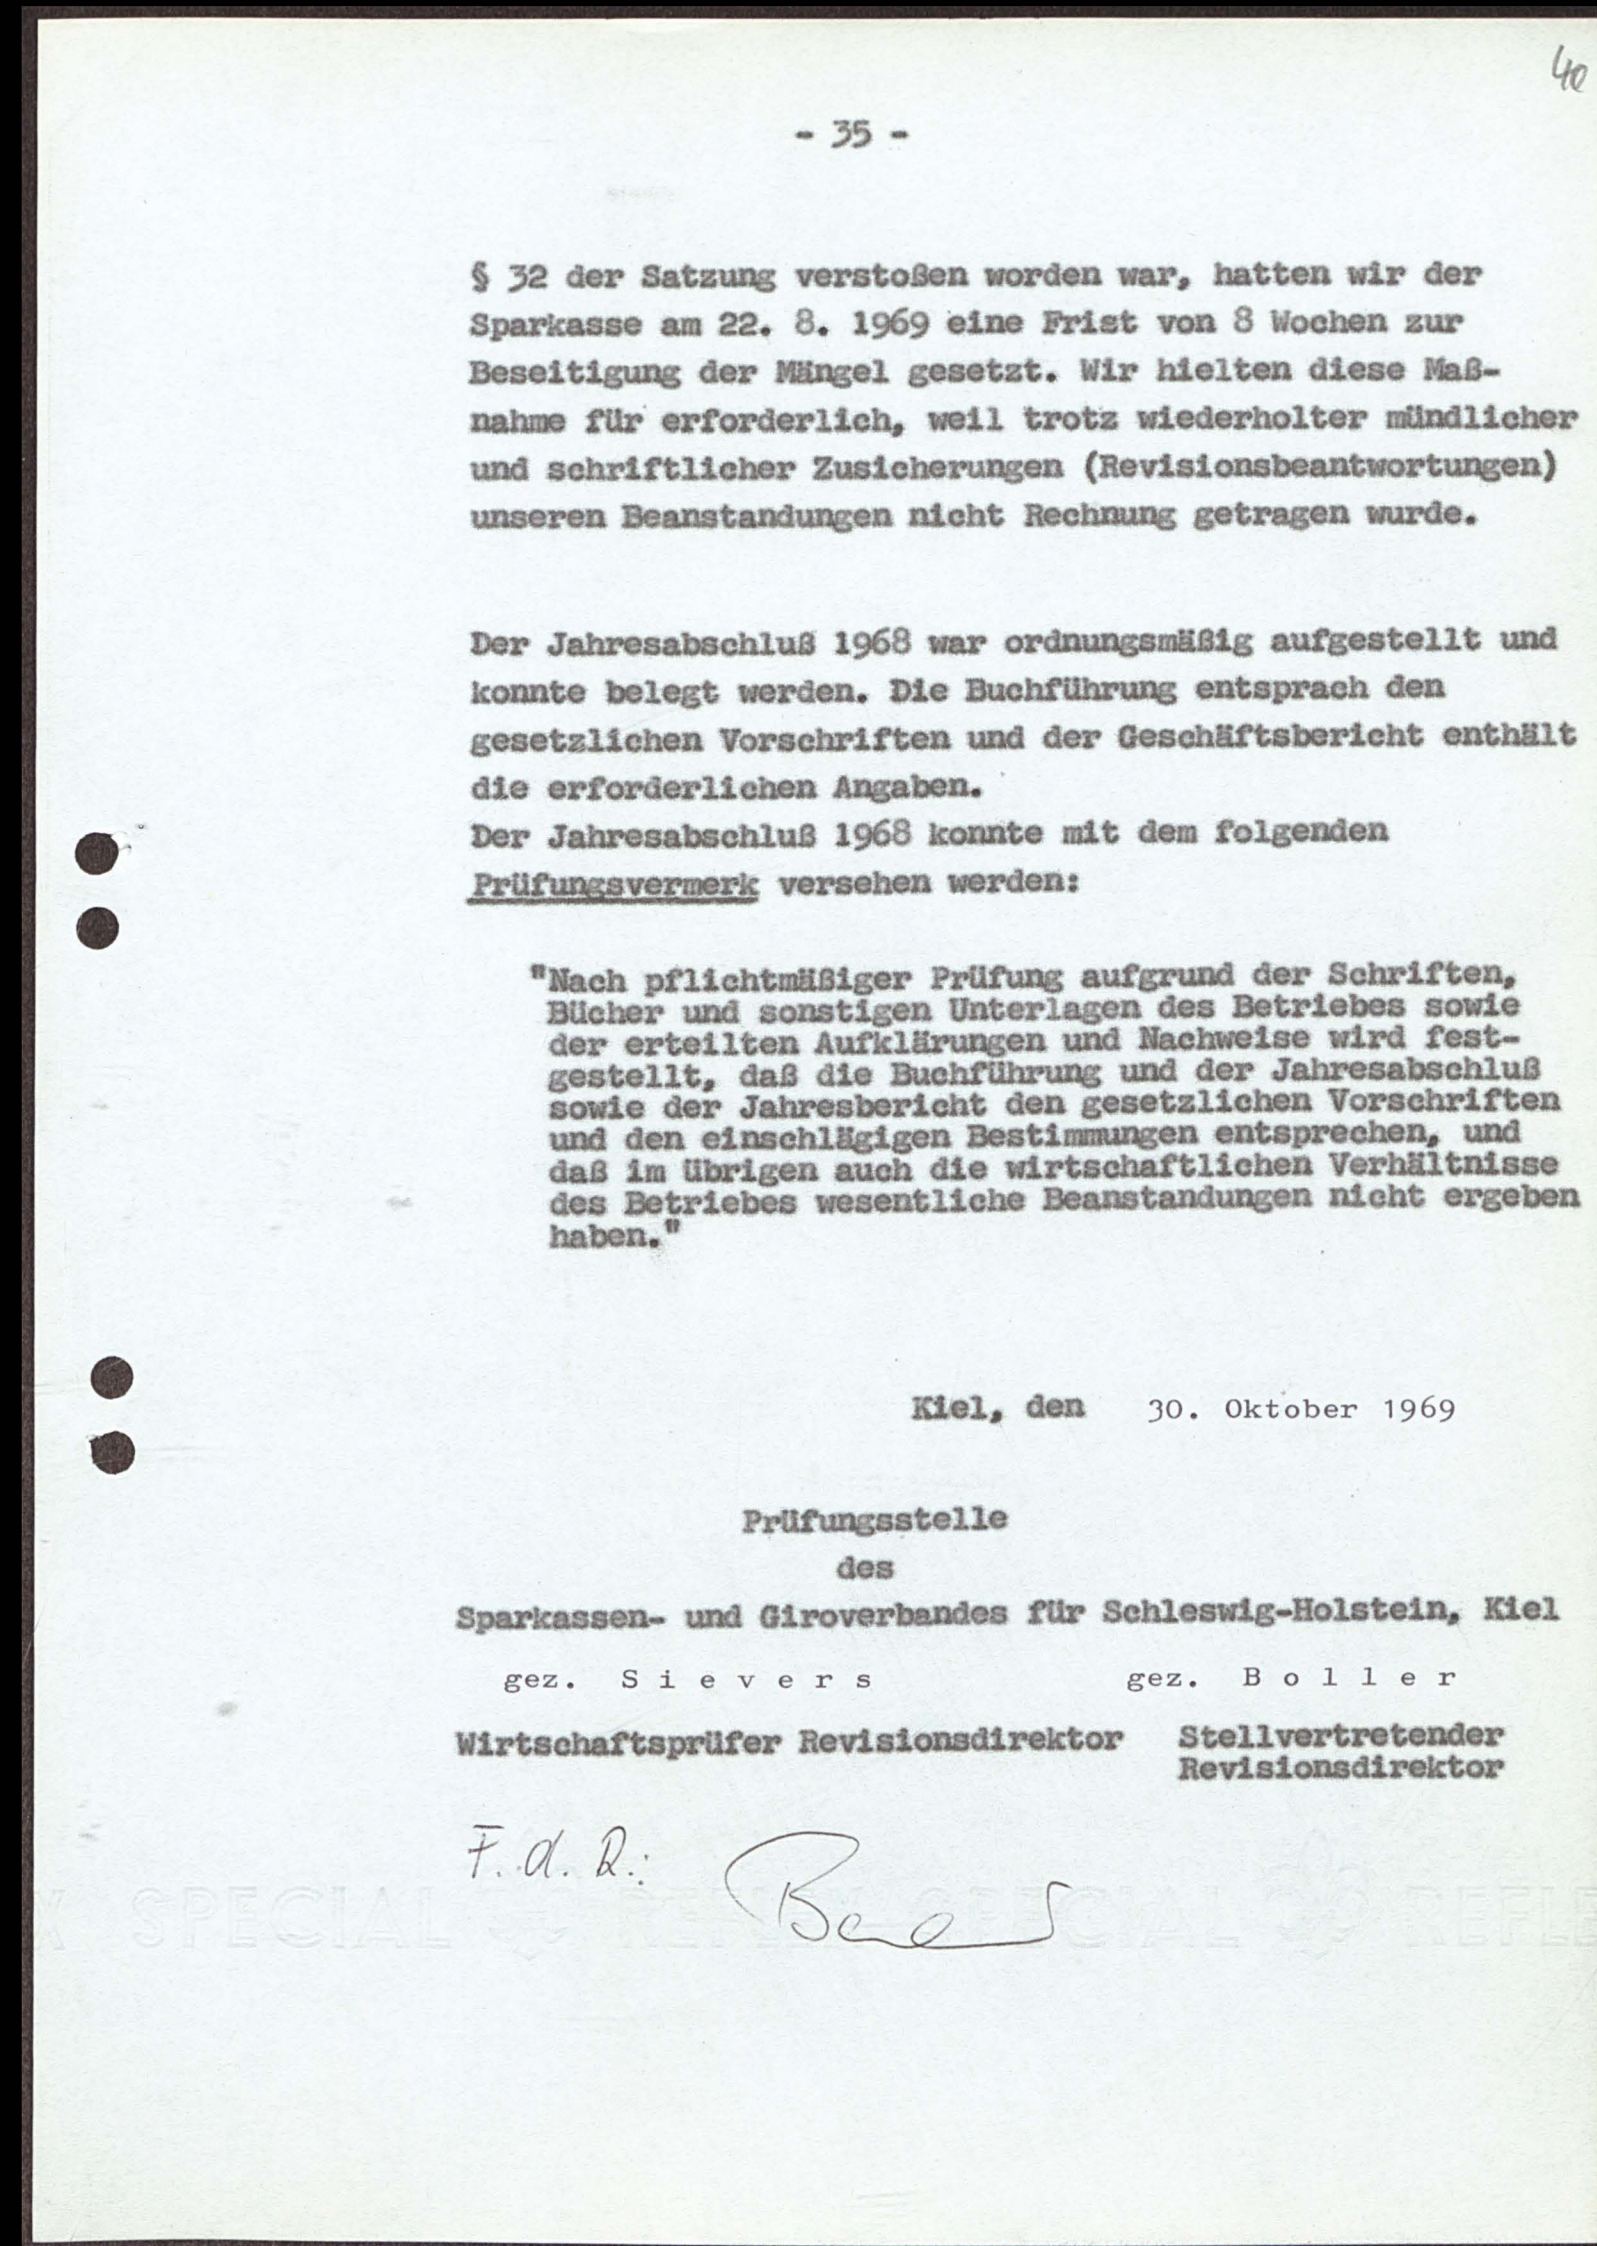 40
- 35 -
§ 32 der Satzung verstoßen worden war, hatten wir der
Sparkasse am 22. 8. 1969 eine Frist von 8 Wochen zur
Beseitigung der Mängel gesetzt. Wir hielten diese Maß-
nahme für erforderlich, weil trotz wiederholter mündlicher
und schriftlicher Zusicherungen (Revisionsbeantwortungen)
unseren Beanstandungen nicht Rechnung getragen wurde.
Der Jahresabschluß 1968 war ordnungsmäßig aufgestellt und
konnte belegt werden. Die Buchführung entsprach den
gesetzlichen Vorschriften und der Geschäftsbericht enthält
die erforderlichen Angaben.
Der Jahresabschluß 1968 konnte mit dem folgenden
Prüfungsvermerk versehen werden:
"Nach pflichtmäßiger Prüfung aufgrund der Schriften,
Bücher und sonstigen Unterlagen des Betriebes sowie
der erteilten Aufklärungen und Nachweise wird fest-
gestellt, daß die Buchführung und der Jahresabschluß
sowie der Jahresbericht den gesetzlichen Vorschriften
und den einschlägigen Bestimmungen entsprechen, und
daß im übrigen auch die wirtschaftlichen Verhältnisse
des Betriebes wesentliche Beanstandungen nicht ergeben
haben."
Kiel, den 30. Oktober 1969
Prüfungsstelle
des
Sparkassen- und Giroverbandes für Schleswig-Holstein, Kiel
gez. S i e v e r s gez. B o l l e r
Wirtschaftsprüfer Revisionsdirektor Stellvertretender
Revisionsdirektor
F. d. R.:
X SPECIAL REFLEX SPECIAL REFLE